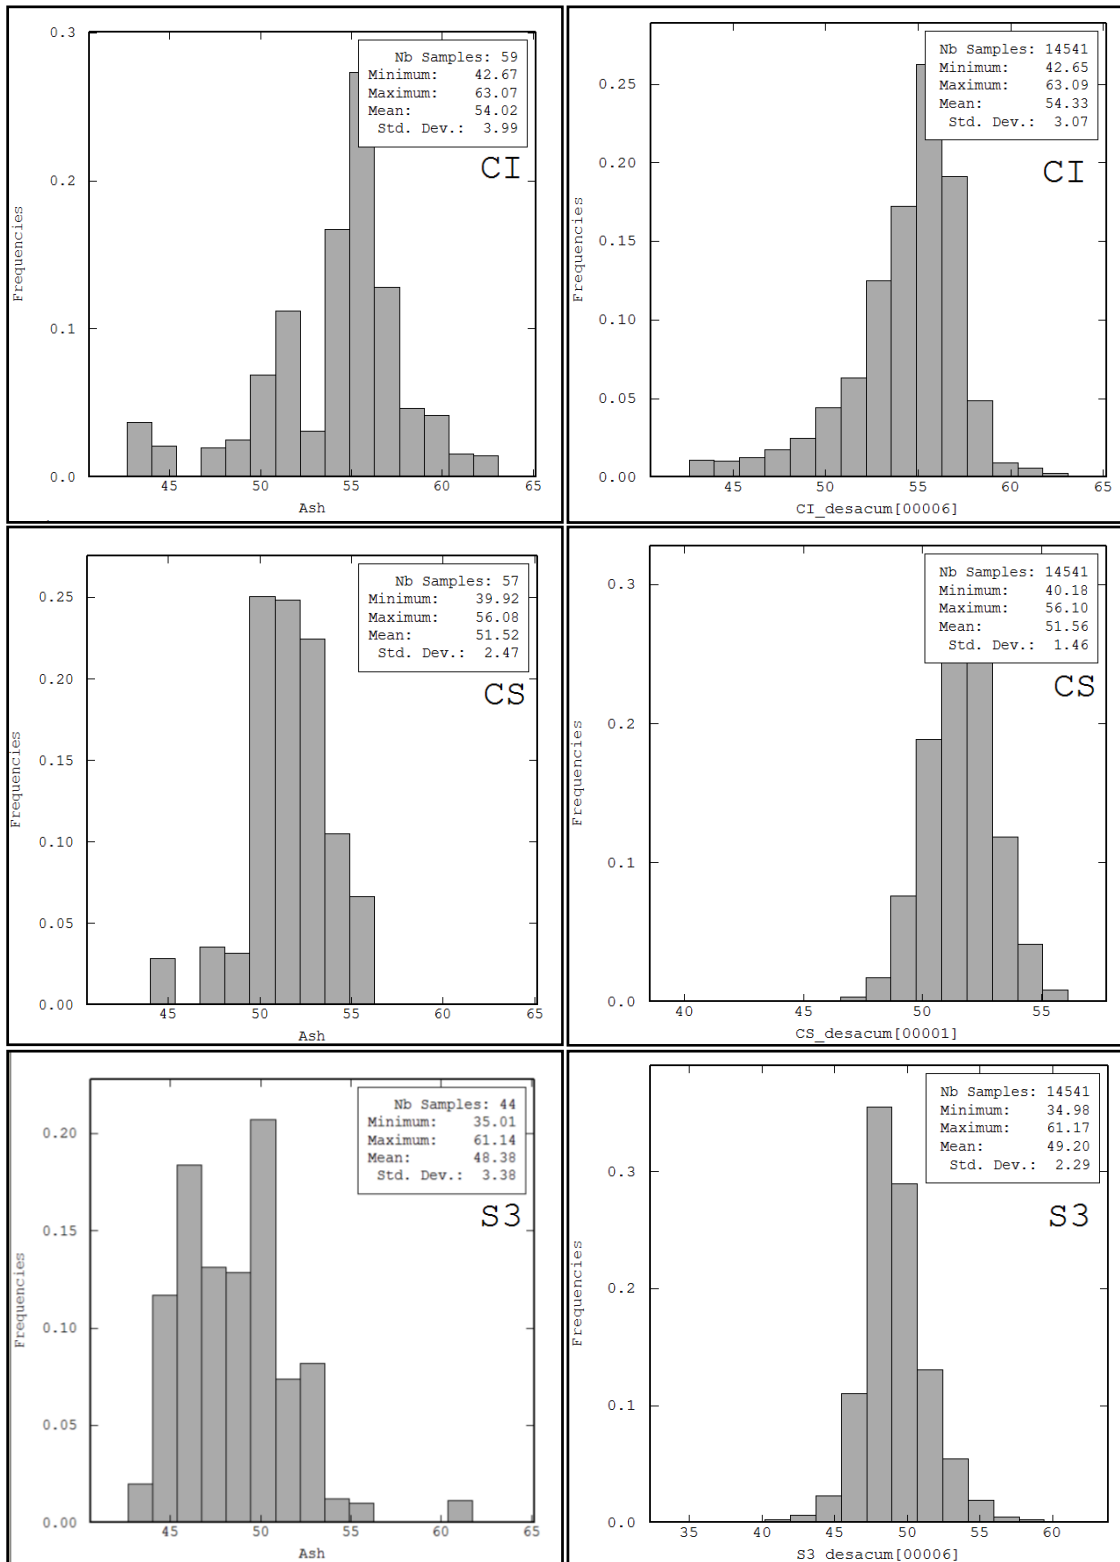 0.3
0.2
0.1
0.0
Frequencies
Nb Samples: 59
Minimum: 42.67
Maximum: 63.07
Mean: 54.02
Std. Dev.: 3.99
CI
45 50 55 60 65
Ash
0.25
0.20
0.15
0.10
0.05
0.00
Frequencies
Nb Samples: 14541
Minimum: 42.65
Maximum: 63.09
Mean: 54.33
Std. Dev.: 3.07
CI
45 50 55 60 65
CI_desacum[00006]
0.25
0.20
0.15
0.10
0.05
0.00
Frequencies
Nb Samples: 57
Minimum: 39.92
Maximum: 56.08
Mean: 51.52
Std. Dev.: 2.47
CS
45 50 55 60 65
Ash
0.3
0.2
0.1
0.0
Frequencies
Nb Samples: 14541
Minimum: 40.18
Maximum: 56.10
Mean: 51.56
Std. Dev.: 1.46
CS
40 45 50 55
CS_desacum[00001]
0.20
0.15
0.10
0.05
0.00
Frequencies
Nb Samples: 44
Minimum: 35.01
Maximum: 61.14
Mean: 48.38
Std. Dev.: 3.38
S3
45 50 55 60 65
Ash
0.3
0.2
0.1
0.0
Frequencies
Nb Samples: 14541
Minimum: 34.98
Maximum: 61.17
Mean: 49.20
Std. Dev.: 2.29
S3
35 40 45 50 55 60
S3_desacum[00006]